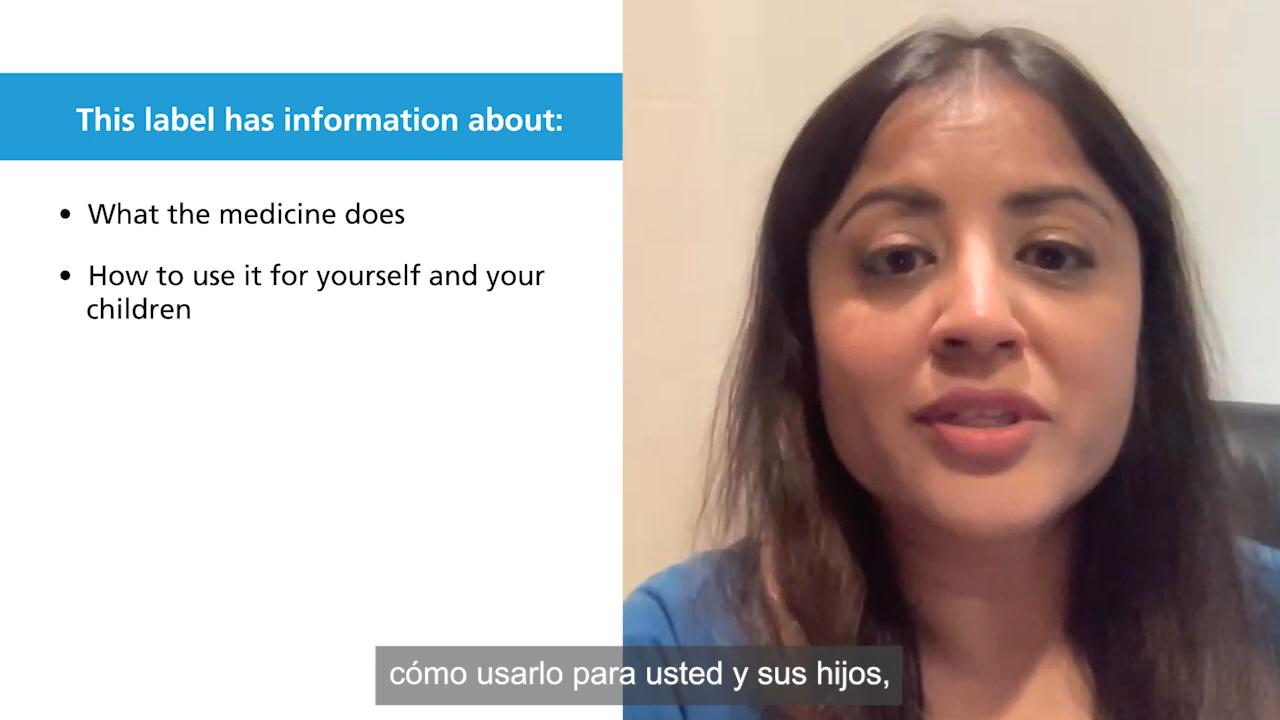 This label has information about:
• What the medicine does
• How to use it for yourself and your
children
cómo usarlo para usted y sus hijos,